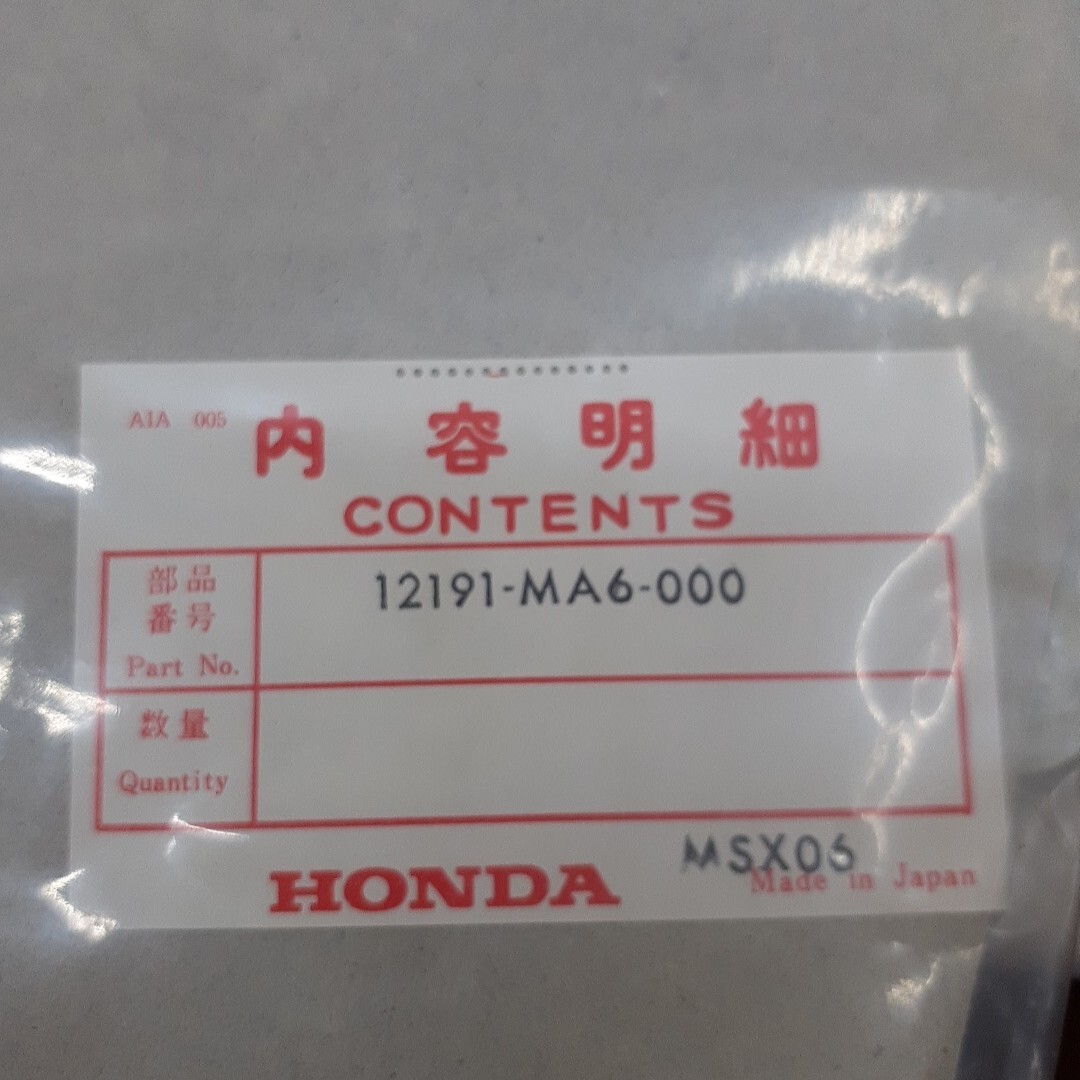 AIA 005
内容明細
CONTENTS
部品
番号
Part No.
12191-MA6-000
数量
Quantity
MSX06
HONDA
Made in Japan